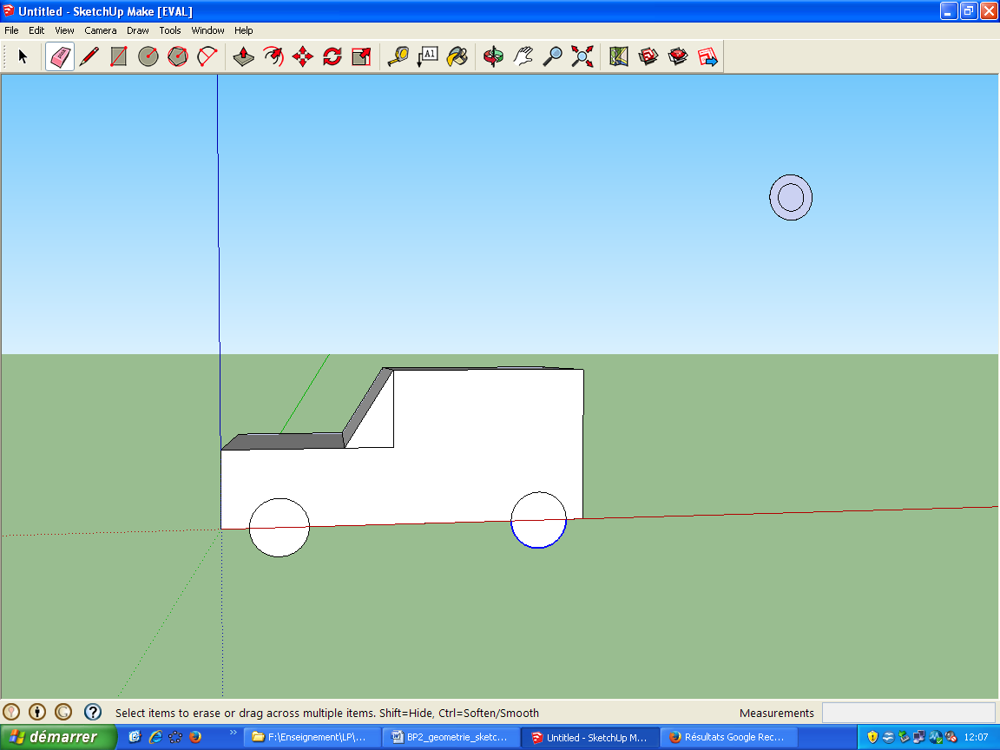 Untitled - SketchUp Make [EVAL]
File Edit View Camera Draw Tools Window Help
A1
Select items to erase or drag across multiple items. Shift=Hide, Ctrl=Soften/Smooth
Measurements
démarrer
F:\Enseignement\LP\...
BP2_geometrie_sketc...
Untitled - SketchUp M...
Résultats Google Rec...
12:07